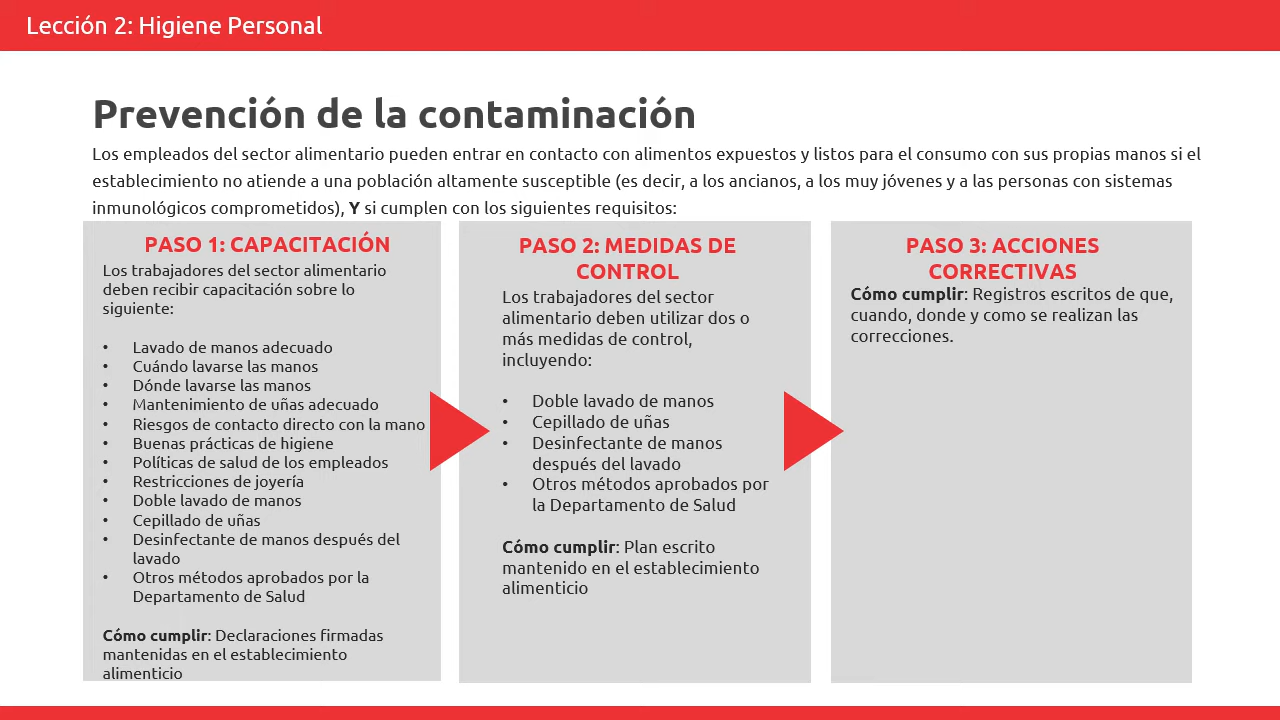 Lección 2: Higiene Personal
Prevención de la contaminación
Los empleados del sector alimentario pueden entrar en contacto con alimentos expuestos y listos para el consumo con sus propias manos si el
establecimiento no atiende a una población altamente susceptible (es decir, a los ancianos, a los muy jóvenes y a las personas con sistemas
inmunológicos comprometidos), Y si cumplen con los siguientes requisitos:
PASO 1: CAPACITACIÓN
Los trabajadores del sector alimentario
deben recibir capacitación sobre lo
siguiente:
• Lavado de manos adecuado
• Cuándo lavarse las manos
• Dónde lavarse las manos
• Mantenimiento de uñas adecuado
• Riesgos de contacto directo con la mano
• Buenas prácticas de higiene
• Políticas de salud de los empleados
• Restricciones de joyería
• Doble lavado de manos
• Cepillado de uñas
• Desinfectante de manos después del
lavado
• Otros métodos aprobados por la
Departamento de Salud
Cómo cumplir: Declaraciones firmadas
mantenidas en el establecimiento
alimenticio
PASO 2: MEDIDAS DE
CONTROL
Los trabajadores del sector
alimentario deben utilizar dos o
más medidas de control,
incluyendo:
• Doble lavado de manos
• Cepillado de uñas
• Desinfectante de manos
después del lavado
• Otros métodos aprobados por
la Departamento de Salud
Cómo cumplir: Plan escrito
mantenido en el establecimiento
alimenticio
PASO 3: ACCIONES
CORRECTIVAS
Cómo cumplir: Registros escritos de que,
cuando, donde y como se realizan las
correcciones.